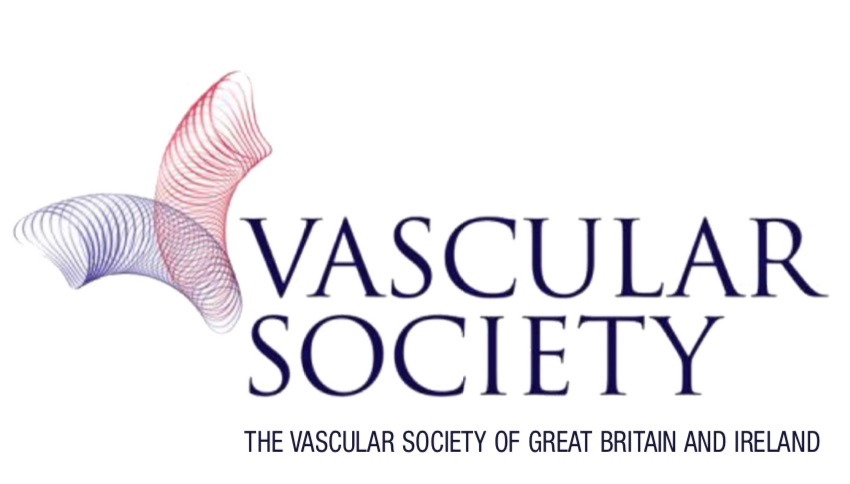 VASCULAR
SOCIETY
THE VASCULAR SOCIETY OF GREAT BRITAIN AND IRELAND